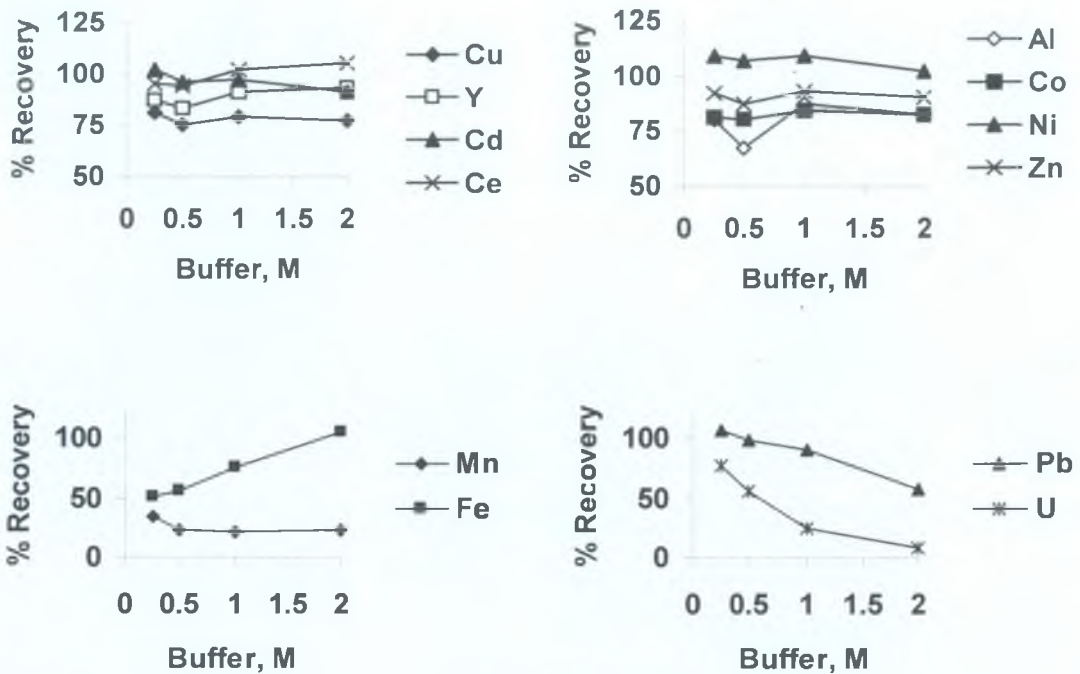 125
100
75
50
% Recovery
0 0.5 1 1.5 2
Buffer, M
Cu
Y
Cd
Ce
125
100
75
50
% Recovery
0 0.5 1 1.5 2
Buffer, M
Al
Co
Ni
Zn
100
50
0
% Recovery
0 0.5 1 1.5 2
Buffer, M
Mn
Fe
100
50
0
% Recovery
0 0.5 1 1.5 2
Buffer, M
Pb
U